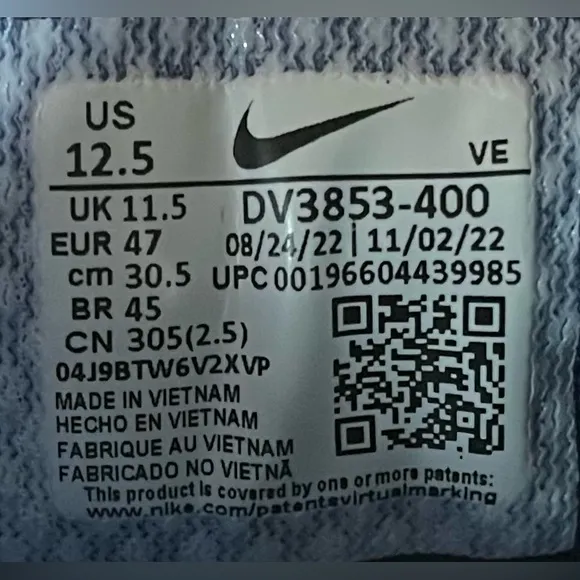 US
12.5
VE
UK 11.5
DV3853-400
EUR 47
08/24/22 | 11/02/22
cm 30.5
UPC 00196604439985
BR 45
CN 305(2.5)
04J9BTW6V2XVP
MADE IN VIETNAM
HECHO EN VIETNAM
FABRIQUE AU VIETNAM
FABRICADO NO VIETNÃ
This product is covered by one or more patents:
www.nike.com/patentsvirtualmarking